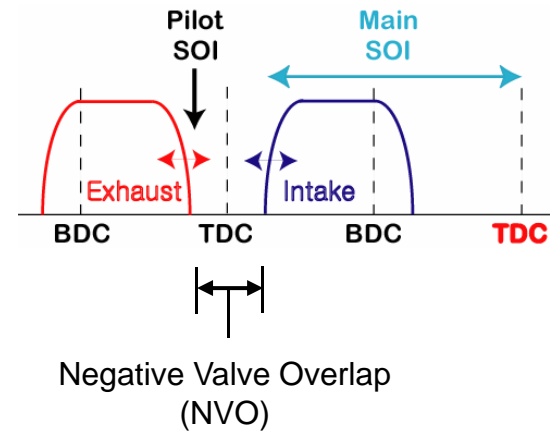 Pilot
SOI
Main
SOI
Exhaust
Intake
BDC
TDC
BDC
TDC
Negative Valve Overlap
(NVO)